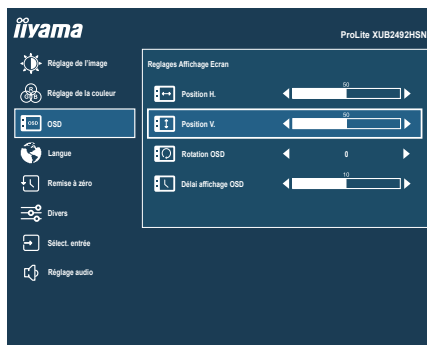 iiyama
ProLite XUB2492HSN
Réglage de l'image
Réglage de la couleur
R
G B
OSD
OSD
Langue
Remise à zéro
Divers
Sélect. entrée
Réglage audio
Reglages Affichage Ecran
Position H.
50
Position V.
50
Rotation OSD
0
Délai affichage OSD
10